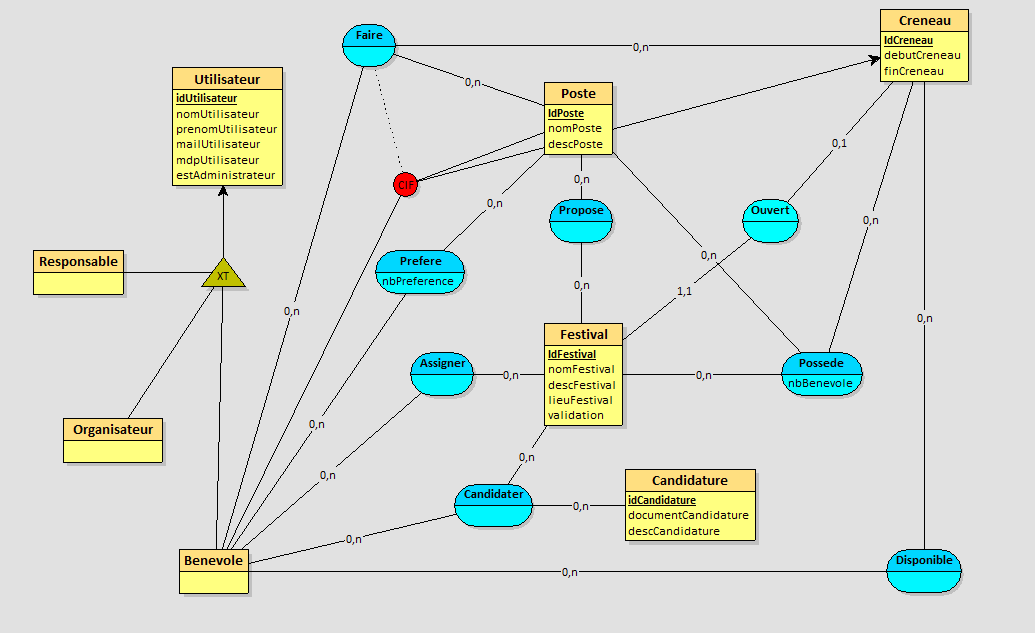 Creneau
IdCreneau
debutCreneau
finCreneau
Faire
0,n
0,n
Utilisateur
idUtilisateur
nomUtilisateur
prenomUtilisateur
mailUtilisateur
mdpUtilisateur
estAdministrateur
Poste
IdPoste
nomPoste
descPoste
0,1
CIF
0,n
0,n
Propose
Ouvert
0,n
Responsable
XT
Prefere
nbPreference
0,n
0,n
1,1
0,n
0,n
Festival
IdFestival
nomFestival
descFestival
lieuFestival
validation
0,n
Assigner
0,n
0,n
Possede
nbBenevole
Organisateur
0,n
0,n
0,n
Candidature
idCandidature
documentCandidature
descCandidature
Candidater
0,n
0,n
Benevole
0,n
Disponible